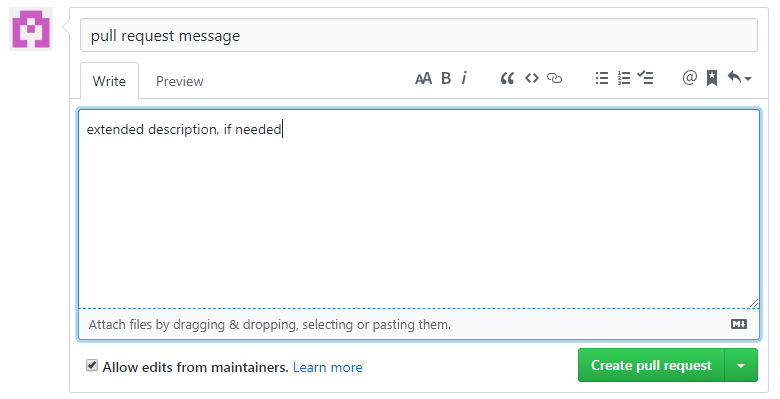 pull request message
Write Preview AA B i @
extended description, if needed
Attach files by dragging & dropping, selecting or pasting them.
Allow edits from maintainers. Learn more
Create pull request